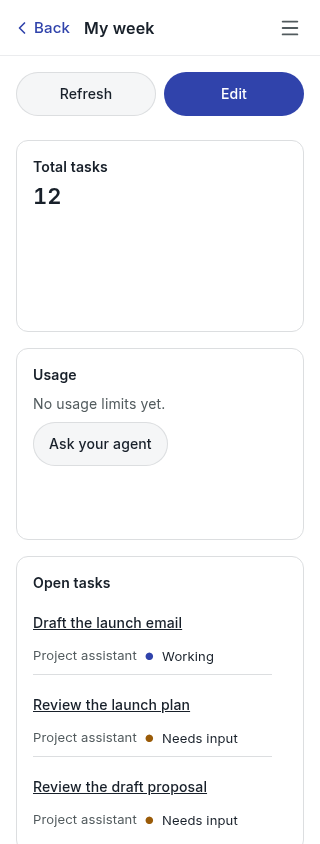 Back My week
Refresh Edit
Total tasks
12
Usage
No usage limits yet.
Ask your agent
Open tasks
Draft the launch email
Project assistant Working
Review the launch plan
Project assistant Needs input
Review the draft proposal
Project assistant Needs input